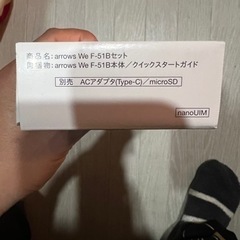 商品名:arrows We F-51Bセット
同梱物:arrows We F-51B本体/クイックスタートガイド
別売 ACアダプタ(Type-C)/microSD
nanoUIM